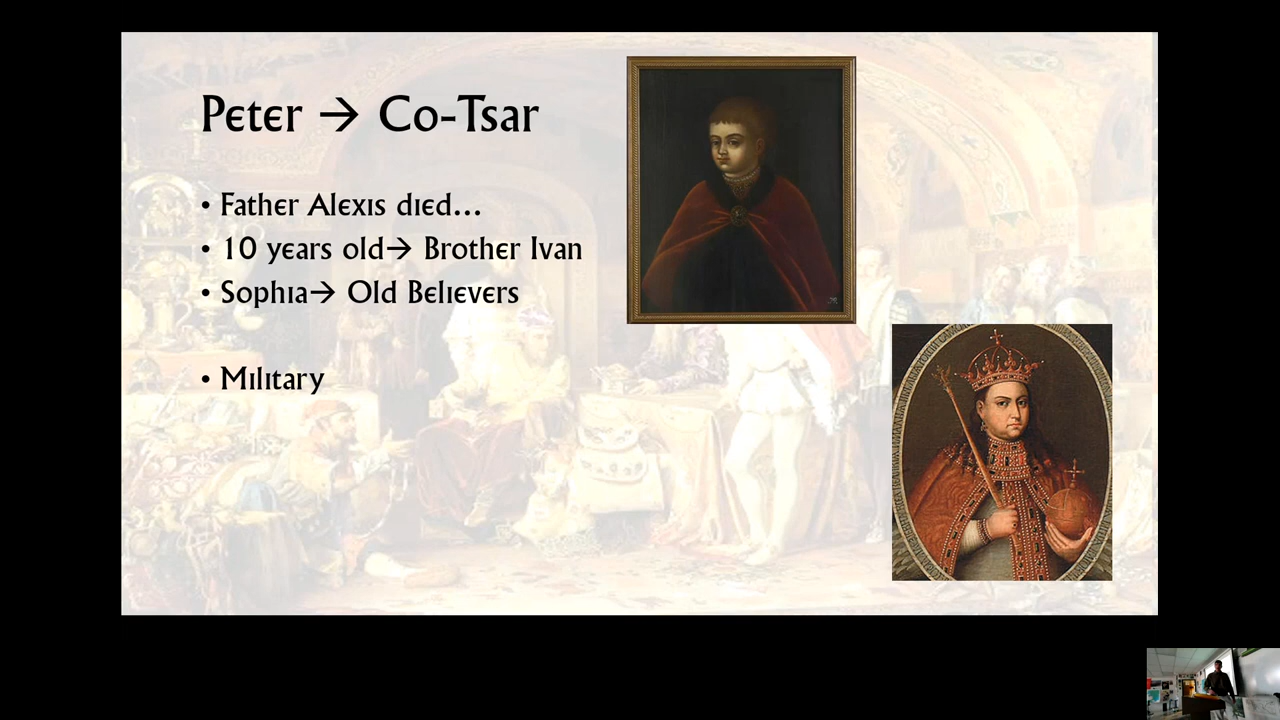 Peter → Co-Tsar
• Father Alexis died...
• 10 years old→ Brother Ivan
• Sophia→ Old Believers
• Military